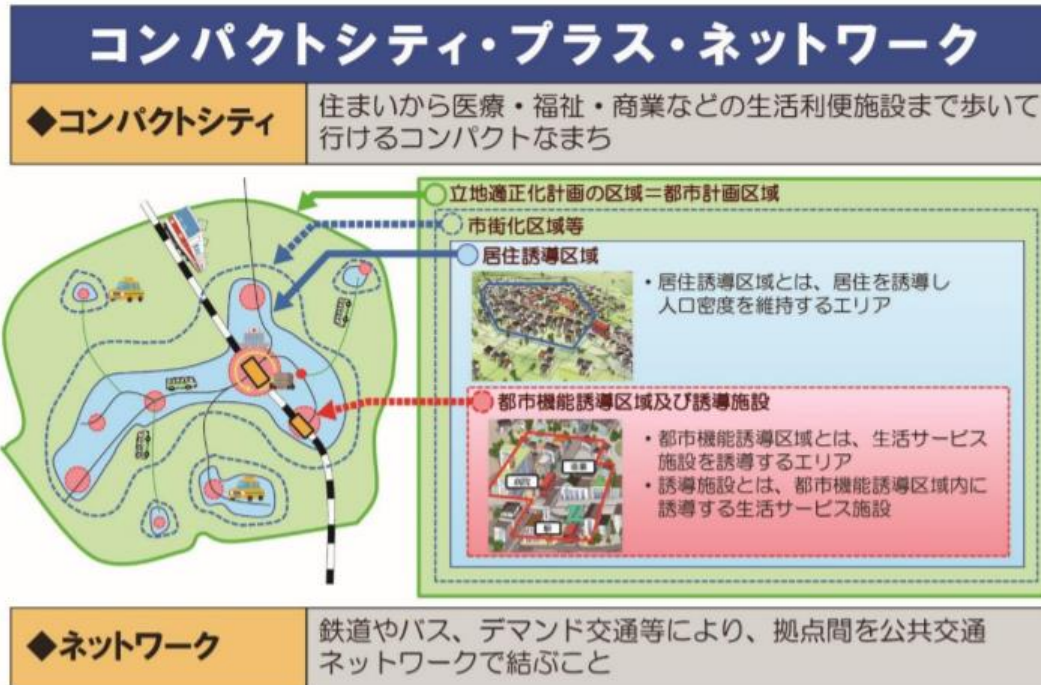 コンパクトシティ・プラス・ネットワーク
◆コンパクトシティ
住まいから医療・福祉・商業などの生活利便施設まで歩いて
行けるコンパクトなまち
立地適正化計画の区域＝都市計画区域
市街化区域等
居住誘導区域
・居住誘導区域とは、居住を誘導し
人口密度を維持するエリア
都市機能誘導区域及び誘導施設
・都市機能誘導区域とは、生活サービス
施設を誘導するエリア
・誘導施設とは、都市機能誘導区域内に
誘導する生活サービス施設
病院
駅
◆ネットワーク
鉄道やバス、デマンド交通等により、拠点間を公共交通
ネットワークで結ぶこと